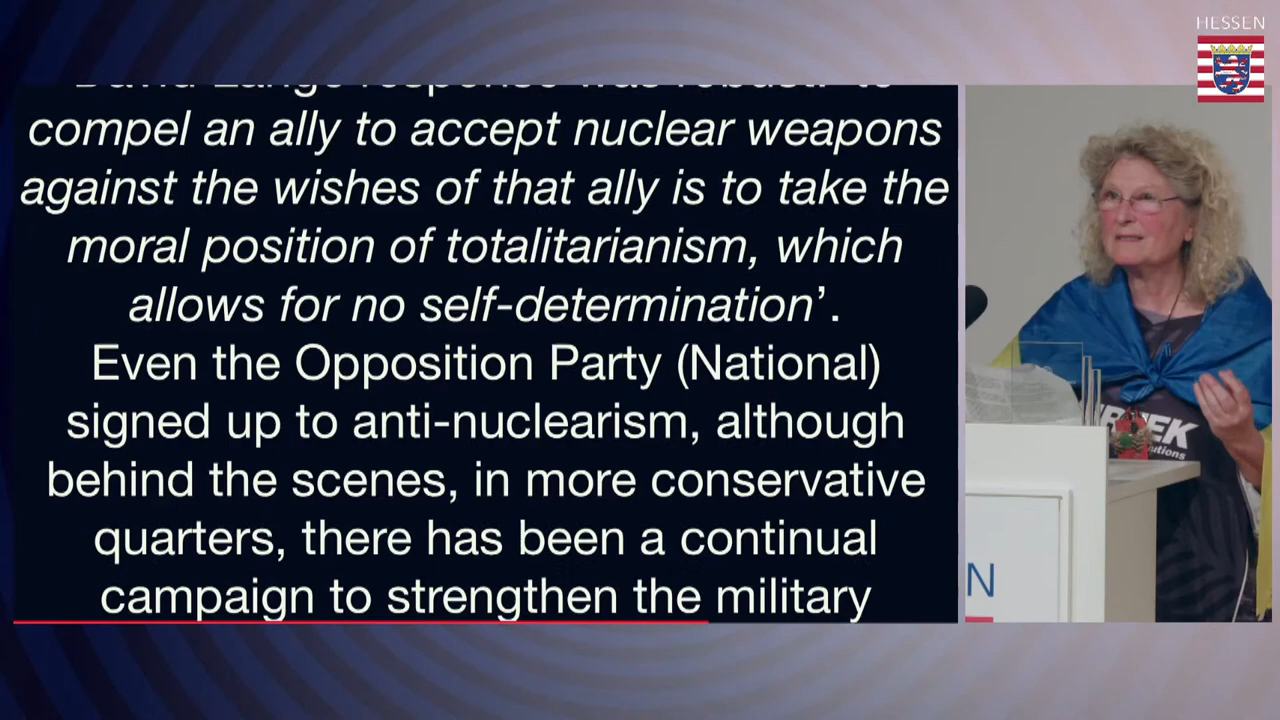 HESSEN
compel an ally to accept nuclear weapons
against the wishes of that ally is to take the
moral position of totalitarianism, which
allows for no self-determination’.
Even the Opposition Party (National)
signed up to anti-nuclearism, although
behind the scenes, in more conservative
quarters, there has been a continual
campaign to strengthen the military
N